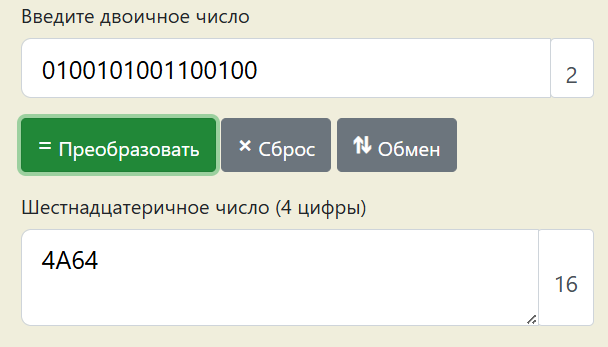 Введите двоичное число
0100101001100100
2
= Преобразовать × Сброс ⇅ Обмен
Шестнадцатеричное число (4 цифры)
4A64
16